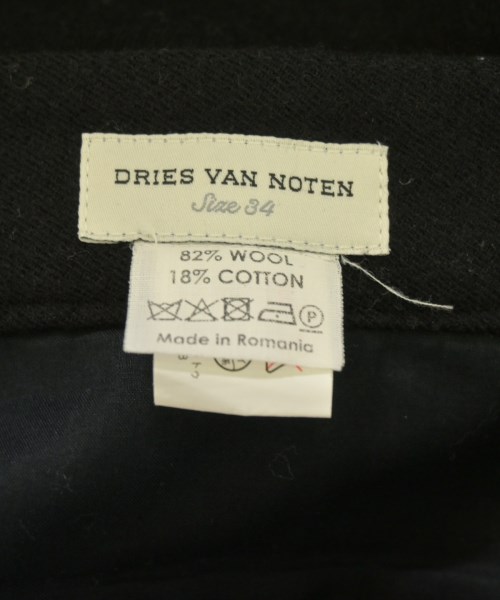 DRIES VAN NOTEN
Size 34
82% WOOL
18% COTTON
P
Made in Romania